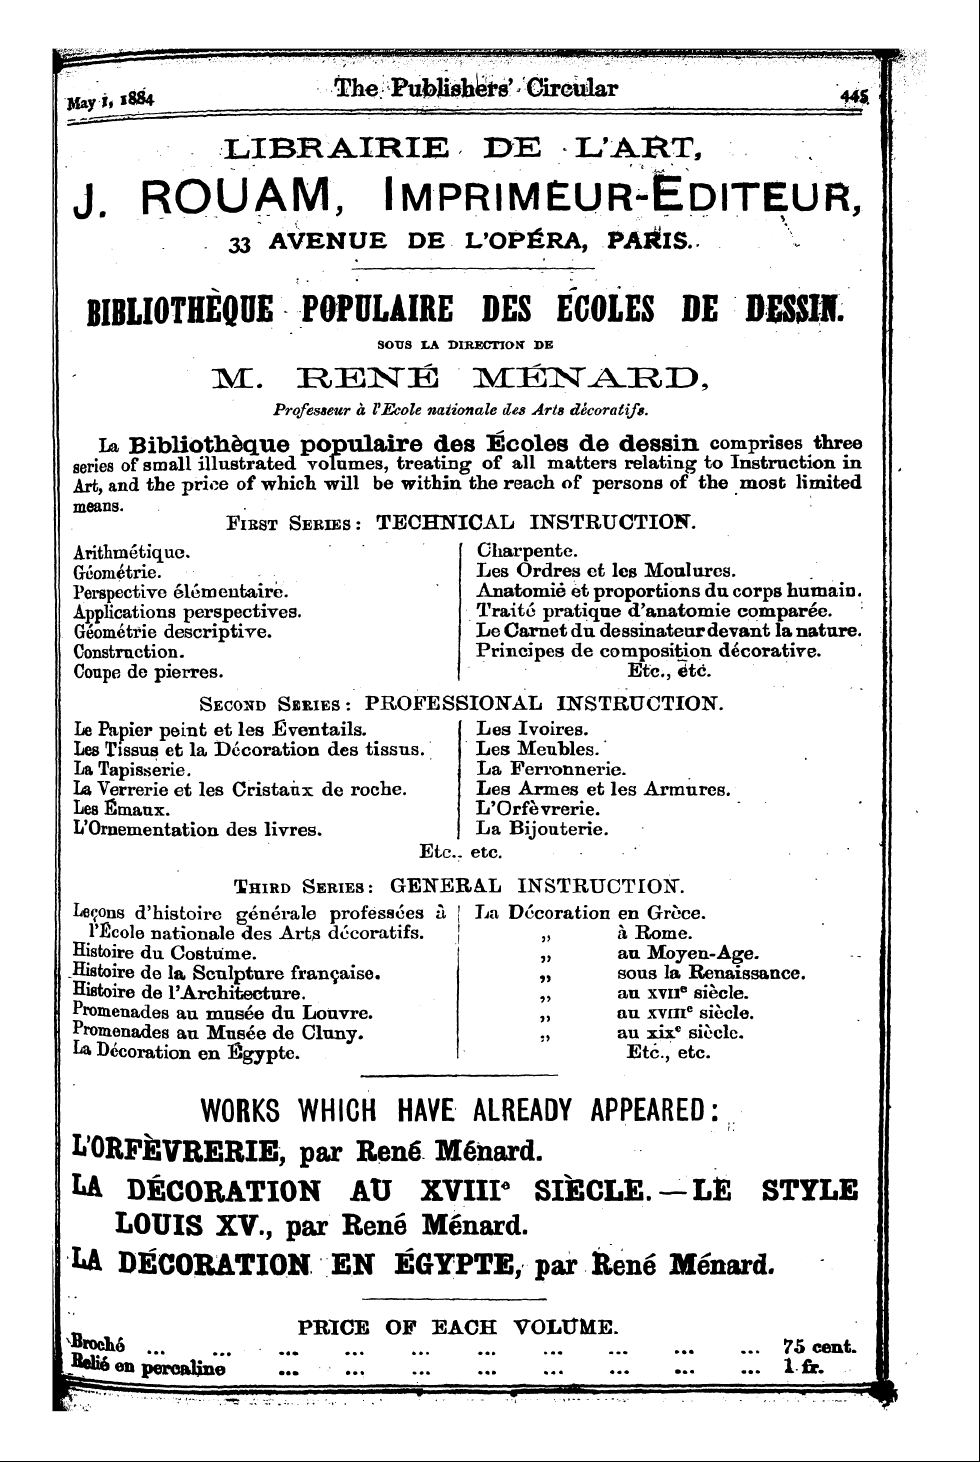 May 1, 1884
The Publishers' Circular
445
LIBRAIRIE DE L'ART,
J. ROUAM, IMPRIMEUR-ÉDITEUR,
33 AVENUE DE L'OPÉRA, PARIS.
BIBLIOTHÈQUE POPULAIRE DES ÉCOLES DE DESSIN.
SOUS LA DIRECTION DE
M. RENÉ MÉNARD,
Professeur à l'Ecole nationale des Arts décoratifs.
La Bibliothèque populaire des Écoles de dessin comprises three
series of small illustrated volumes, treating of all matters relating to Instruction in
Art, and the price of which will be within the reach of persons of the most limited
means.
FIRST SERIES: TECHNICAL INSTRUCTION.
Arithmétique.
Géométrie.
Perspective élémentaire.
Applications perspectives.
Géométrie descriptive.
Construction.
Coupe de pierres.
Charpente.
Les Ordres et les Moulures.
Anatomie et proportions du corps humain.
Traité pratique d'anatomie comparée.
Le Carnet du dessinateur devant la nature.
Principes de composition décorative.
Etc., etc.
SECOND SERIES: PROFESSIONAL INSTRUCTION.
Le Papier peint et les Éventails.
Les Tissus et la Décoration des tissus.
La Tapisserie.
La Verrerie et les Cristaux de roche.
Les Émaux.
L'Ornementation des livres.
Les Ivoires.
Les Meubles.
La Ferronnerie.
Les Armes et les Armures.
L'Orfèvrerie.
La Bijouterie.
Etc., etc.
THIRD SERIES: GENERAL INSTRUCTION.
Leçons d'histoire générale professées à
l'École nationale des Arts décoratifs.
Histoire du Costume.
Histoire de la Sculpture française.
Histoire de l'Architecture.
Promenades au musée du Louvre.
Promenades au Musée de Cluny.
La Décoration en Égypte.
La Décoration en Grèce.
„ à Rome.
„ au Moyen-Age.
„ sous la Renaissance.
„ au XVIIe siècle.
„ au XVIIIe siècle.
„ au xixe siècle.
Etc., etc.
WORKS WHICH HAVE ALREADY APPEARED:
L'ORFÈVRERIE, par René Ménard.
LA DÉCORATION AU XVIIIe SIÈCLE.—LE STYLE
LOUIS XV., par René Ménard.
LA DÉCORATION EN ÉGYPTE, par René Ménard.
PRICE OF EACH VOLUME.
Broché ... ... ... ... ... ... ... ... ... ... 75 cent.
Relié en percaline ... ... ... ... ... ... ... ... 1 fr.